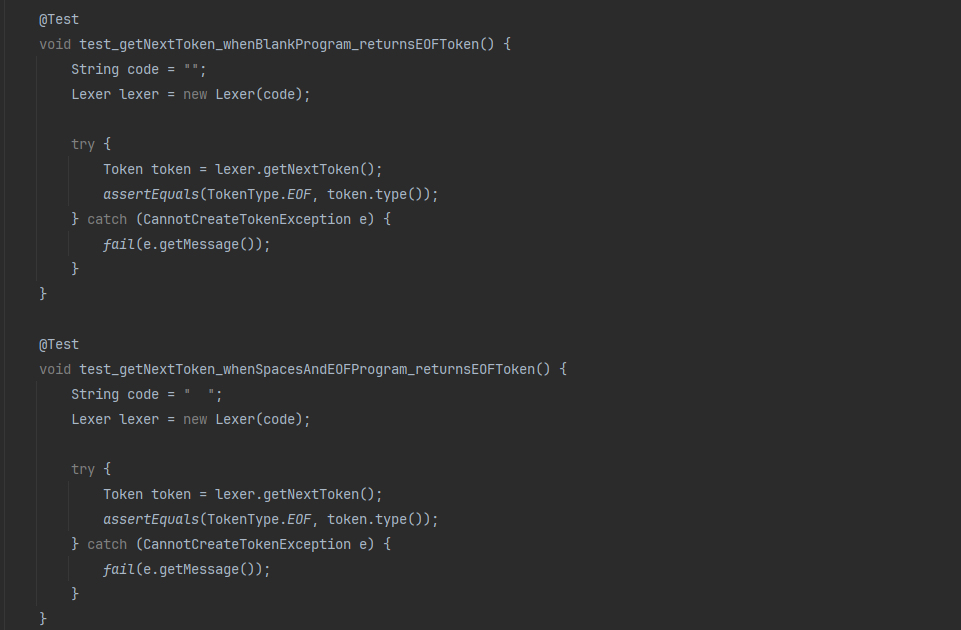 @Test
void test_getNextToken_whenBlankProgram_returnsEOFToken() {
    String code = "";
    Lexer lexer = new Lexer(code);

    try {
        Token token = lexer.getNextToken();
        assertEquals(TokenType.EOF, token.type());
    } catch (CannotCreateTokenException e) {
        fail(e.getMessage());
    }
}

@Test
void test_getNextToken_whenSpacesAndEOFProgram_returnsEOFToken() {
    String code = "  ";
    Lexer lexer = new Lexer(code);

    try {
        Token token = lexer.getNextToken();
        assertEquals(TokenType.EOF, token.type());
    } catch (CannotCreateTokenException e) {
        fail(e.getMessage());
    }
}